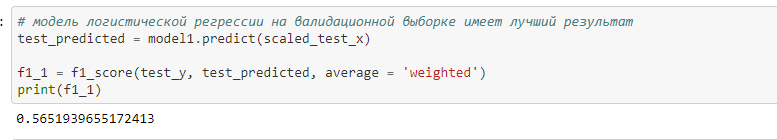 # модель логистической регрессии на валидационной выборке имеет лучший результат
test_predicted = model1.predict(scaled_test_x)
f1_1 = f1_score(test_y, test_predicted, average = 'weighted')
print(f1_1)
0.5651939655172413